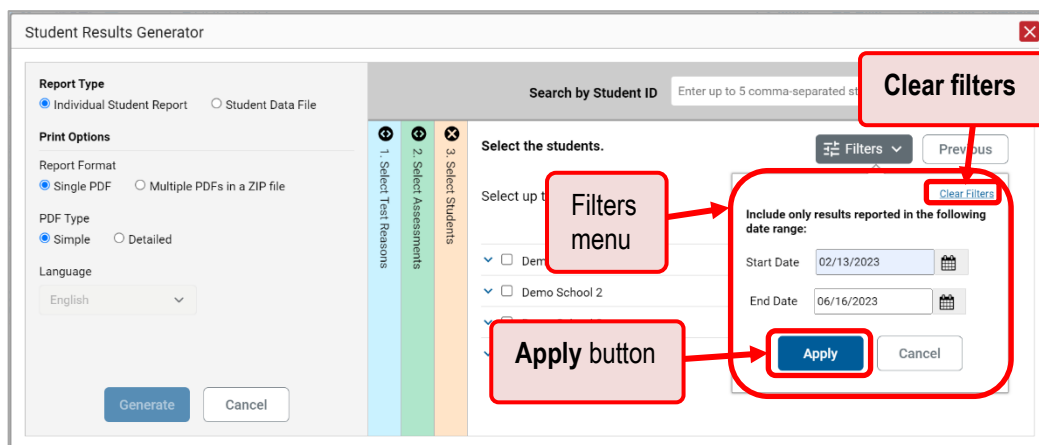 Student Results Generator
Report Type
Individual Student Report
Student Data File
Print Options
Report Format
Single PDF
Multiple PDFs in a ZIP file
PDF Type
Simple
Detailed
Language
English
Generate
Cancel
Search by Student ID
Enter up to 5 comma-separated st
Clear filters
1. Select Test Reasons
2. Select Assessments
3. Select Students
Select the students.
Filters
Previous
Select up t
Filters
menu
Clear Filters
Include only results reported in the following
date range:
Start Date
02/13/2023
End Date
06/16/2023
Apply
Cancel
Dem
Demo School 2
Apply button